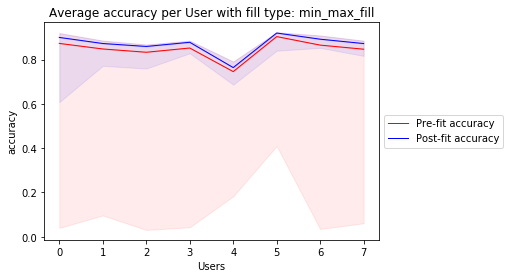 Average accuracy per User with fill type: min_max_fill
accuracy
0.8
0.6
0.4
0.2
0.0
0 1 2 3 4 5 6 7
Users
Pre-fit accuracy
Post-fit accuracy